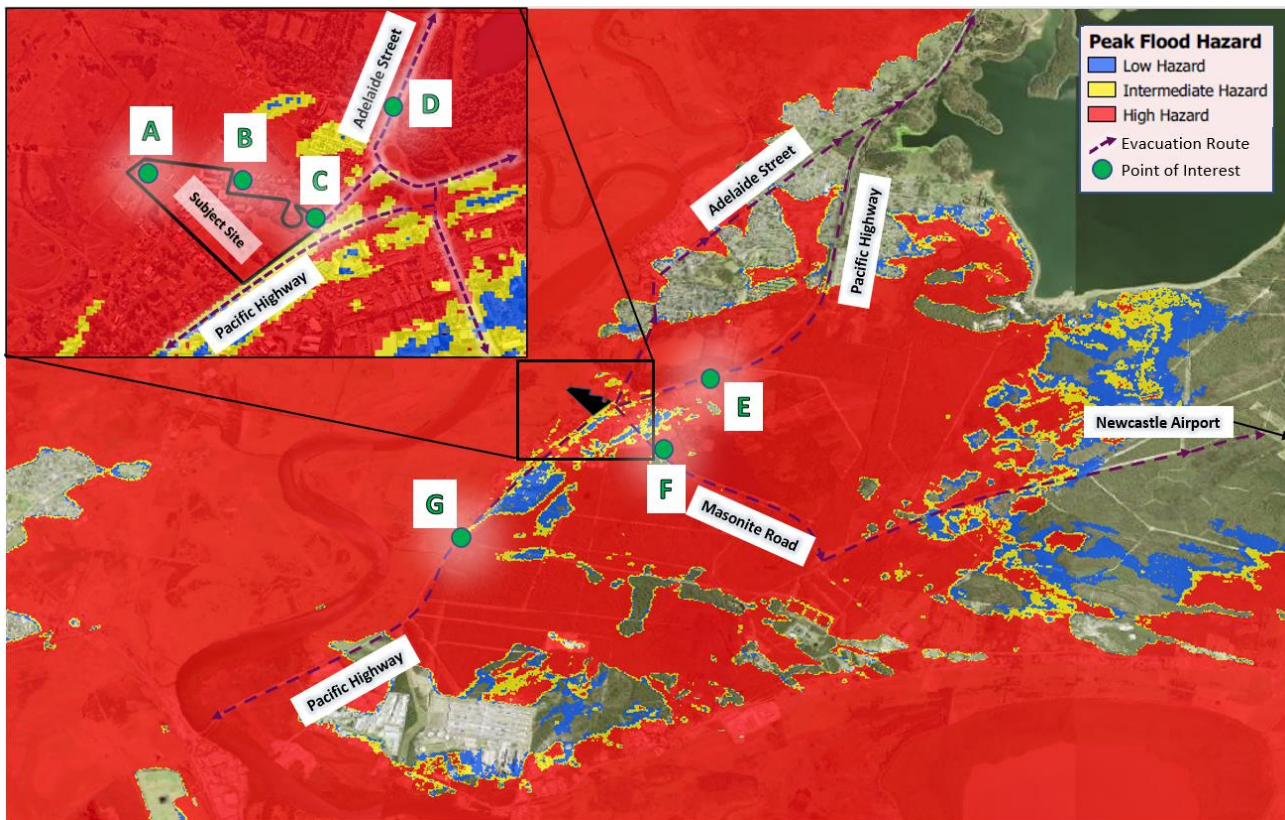 Adelaide Street
D
A
B
C
Subject Site
Pacific Highway
Peak Flood Hazard
Low Hazard
Intermediate Hazard
High Hazard
Evacuation Route
Point of Interest
Adelaide Street
Pacific Highway
E
Newcastle Airport
F
G
Masonite Road
Pacific Highway